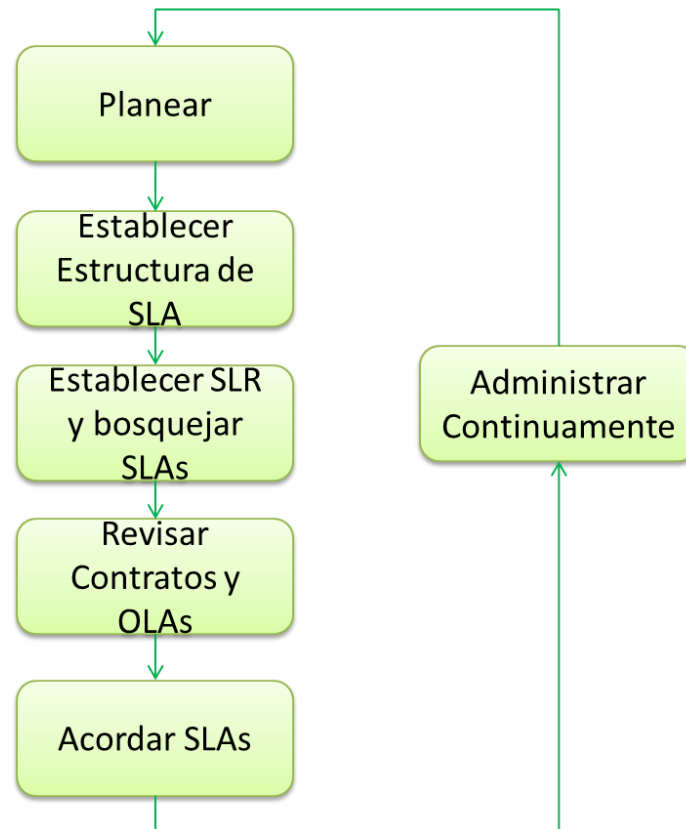 Planear
Establecer
Estructura de
SLA
Establecer SLR
y bosquejar
SLAs
Revisar
Contratos y
OLAs
Acordar SLAs
Administrar
Continuamente